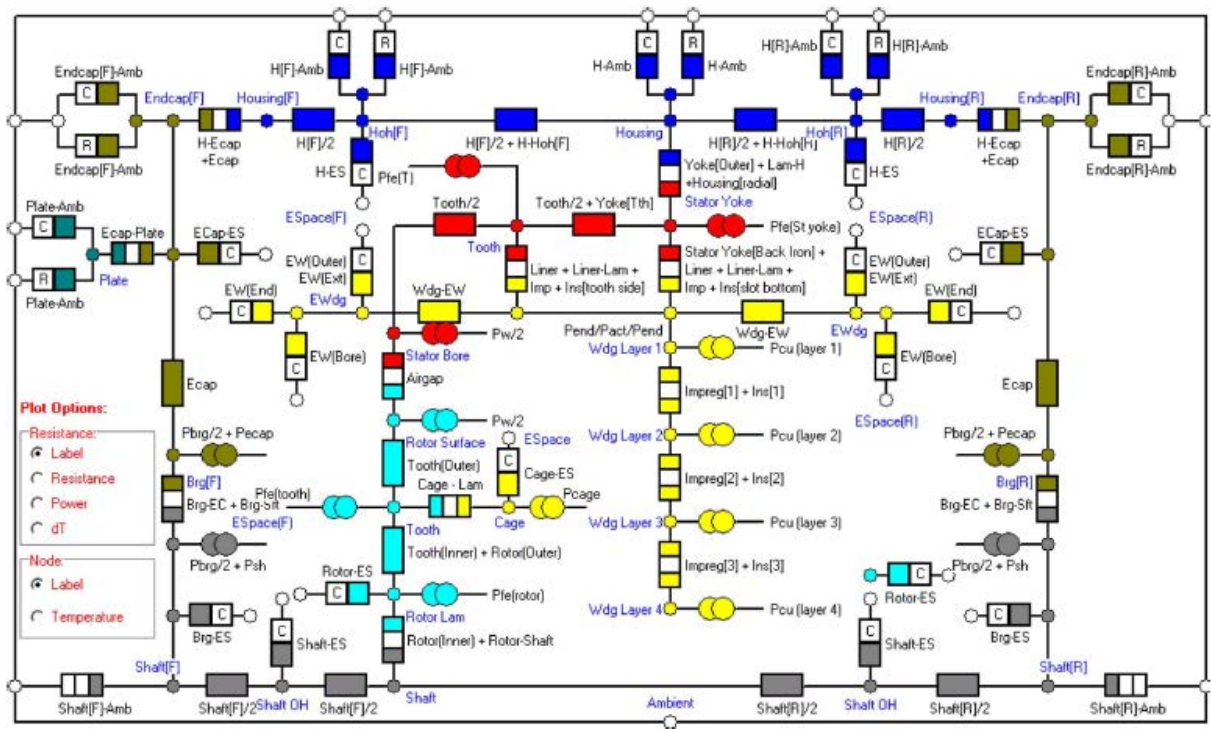 C
R
C
R
C
R
H[F]-Amb
H[F]-Amb
H-Amb
H-Amb
H[R]-Amb
H[R]-Amb
Endcap[F]-Amb
Endcap[R]-Amb
C
C
Endcap[F]
Housing[F]
Housing[R]
Endcap[R]
R
R
Hoh[F]
Housing
Hoh[R]
Endcap[F]-Amb
H-Ecap
+Ecap
H[F]/2
H[F]/2 + H-Hoh[F]
H[R]/2 + H-Hoh[R]
H[R]/2
H-Ecap
+Ecap
Endcap[R]-Amb
H-ES
C
Pfe(T)
Yoke[Outer] + Lam-H
+Housing[radial]
H-ES
C
Plate-Amb
Tooth/2
Tooth/2 + Yoke[Tth]
Stator Yoke
C
Ecap-Plate
ECap-ES
ESpace(F)
Pfe(St yoke)
ESpace(R)
ECap-ES
C
Tooth
C
R
Plate
EW(Outer)
EW(Ext)
C
Liner + Liner-Lam +
Imp + Ins[tooth side]
Stator Yoke[Back Iron] +
Liner + Liner-Lam +
Imp + Ins[slot bottom]
EW(Outer)
EW(Ext)
C
Plate-Amb
EW(End)
C
EWdg
Wdg-EW
Wdg-EW
EWdg
EW(End)
C
Pend/Pact/Pend
EW(Bore)
C
Pw/2
Stator Bore
Wdg Layer 1
Pcu (layer 1)
EW(Bore)
C
Airgap
Ecap
Impreg[1] + Ins[1]
Ecap
Plot Options:
Resistance:
Label
Resistance
Power
dT
Pw/2
ESpace
ESpace(R)
Pbrg/2 + Pecap
Rotor Surface
Wdg Layer 2
Pcu (layer 2)
Pbrg/2 + Pecap
Tooth(Outer)
C
Cage-ES
Brg[F]
Brg-EC + Brg-Sft
Pfe(tooth)
Cage - Lam
Pcage
Impreg[2] + Ins[2]
Brg[R]
Brg-EC + Brg-Sft
ESpace(F)
Tooth
Cage
Wdg Layer 3
Pcu (layer 3)
Tooth(Inner) + Rotor(Outer)
Pbrg/2 + Psh
Impreg[3] + Ins[3]
Pbrg/2 + Psh
Node:
Label
Temperature
Rotor-ES
C
Pfe(rotor)
C
Rotor-ES
Rotor Lam
Wdg Layer 4
Pcu (layer 4)
C
Brg-ES
C
Shaft-ES
Rotor(Inner) + Rotor-Shaft
C
Shaft-ES
C
Brg-ES
Shaft[F]
Shaft[R]
Shaft[F]-Amb
Shaft[F]/2
Shaft OH
Shaft[F]/2
Shaft
Ambient
Shaft[R]/2
Shaft OH
Shaft[R]/2
Shaft[R]-Amb